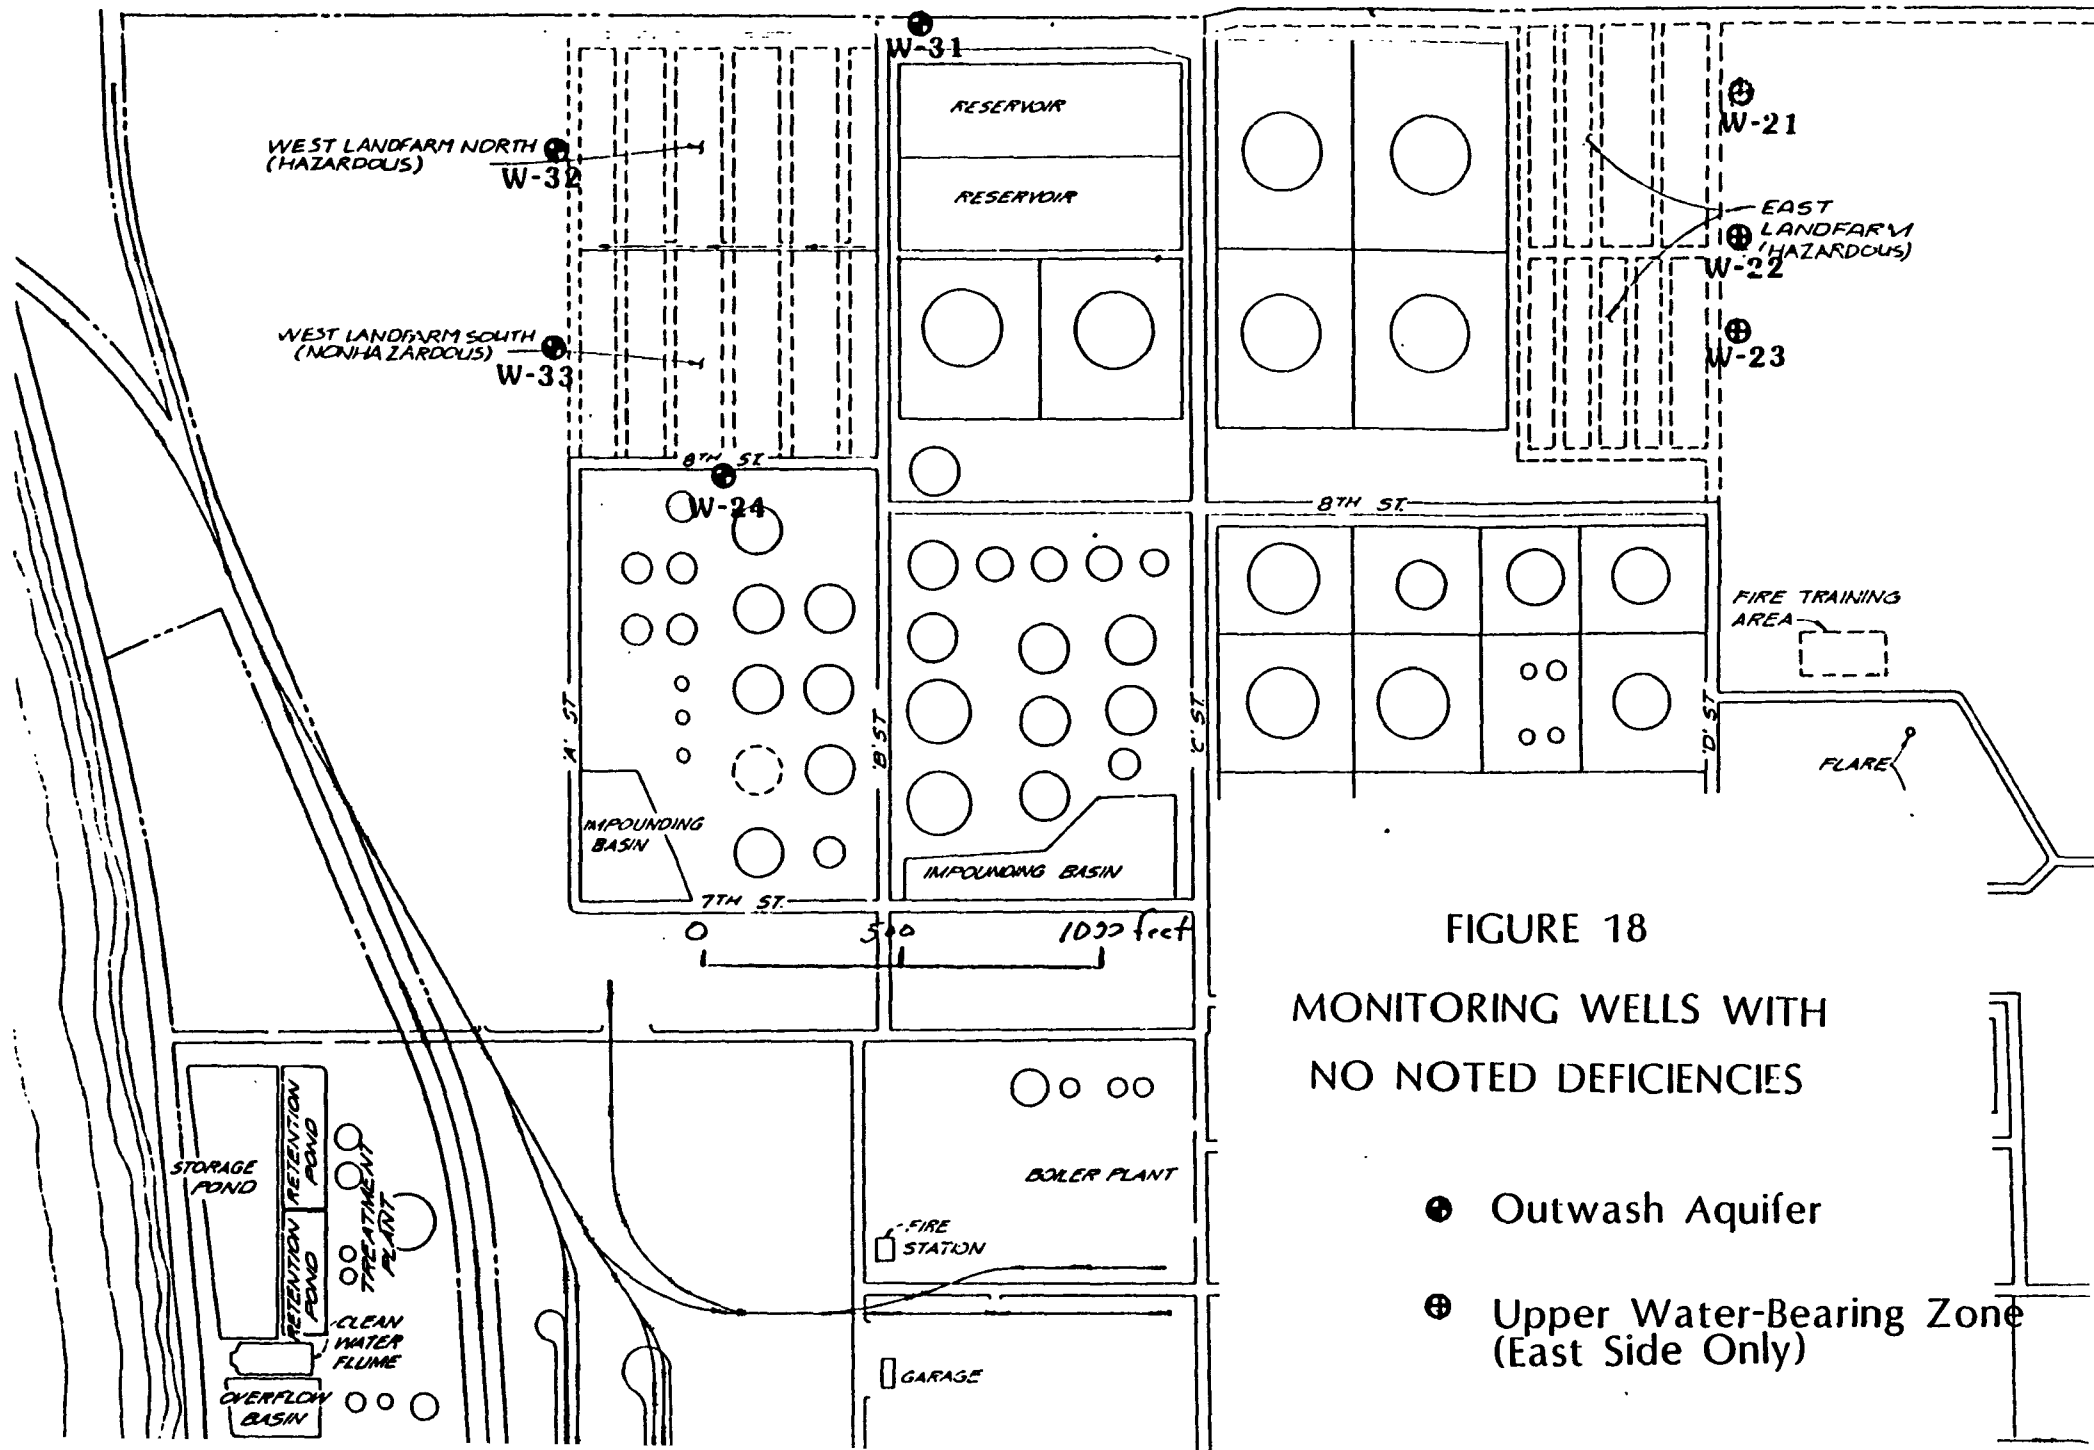 W-31
RESERVOIR
RESERVOIR
WEST LANDFARM NORTH
(HAZARDOUS)
W-32
W-21
EAST
LANDFARM
(HAZARDOUS)
W-22
WEST LANDFARM SOUTH
(NONHAZARDOUS)
W-33
W-23
8TH ST.
W-24
8TH ST.
FIRE TRAINING
AREA
'A' ST.
'B' ST
'C' ST.
'D' ST.
FLARE
IMPOUNDING
BASIN
IMPOUNDING BASIN
7TH ST.
0 500 1000 feet
FIGURE 18
MONITORING WELLS WITH
NO NOTED DEFICIENCIES
Outwash Aquifer
Upper Water-Bearing Zone
(East Side Only)
STORAGE
POND
RETENTION
POND
RETENTION
POND
TREATMENT
PLANT
BOILER PLANT
FIRE
STATION
CLEAN
WATER
FLUME
GARAGE
OVERFLOW
BASIN